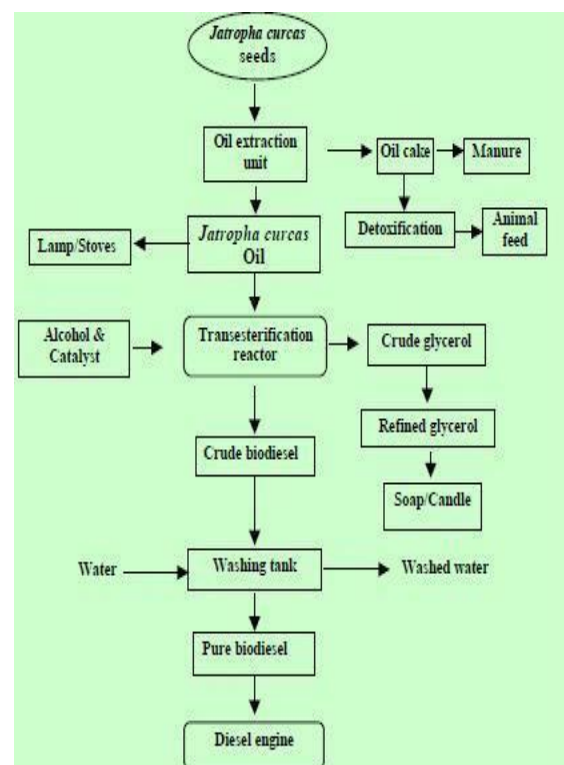 Jatropha curcas
seeds
Oil extraction
unit
Oil cake
Manure
Detoxification
Animal
feed
Jatropha curcas
Oil
Lamp/Stoves
Alcohol &
Catalyst
Transesterification
reactor
Crude glycerol
Refined glycerol
Soap/Candle
Crude biodiesel
Water
Washing tank
Washed water
Pure biodiesel
Diesel engine